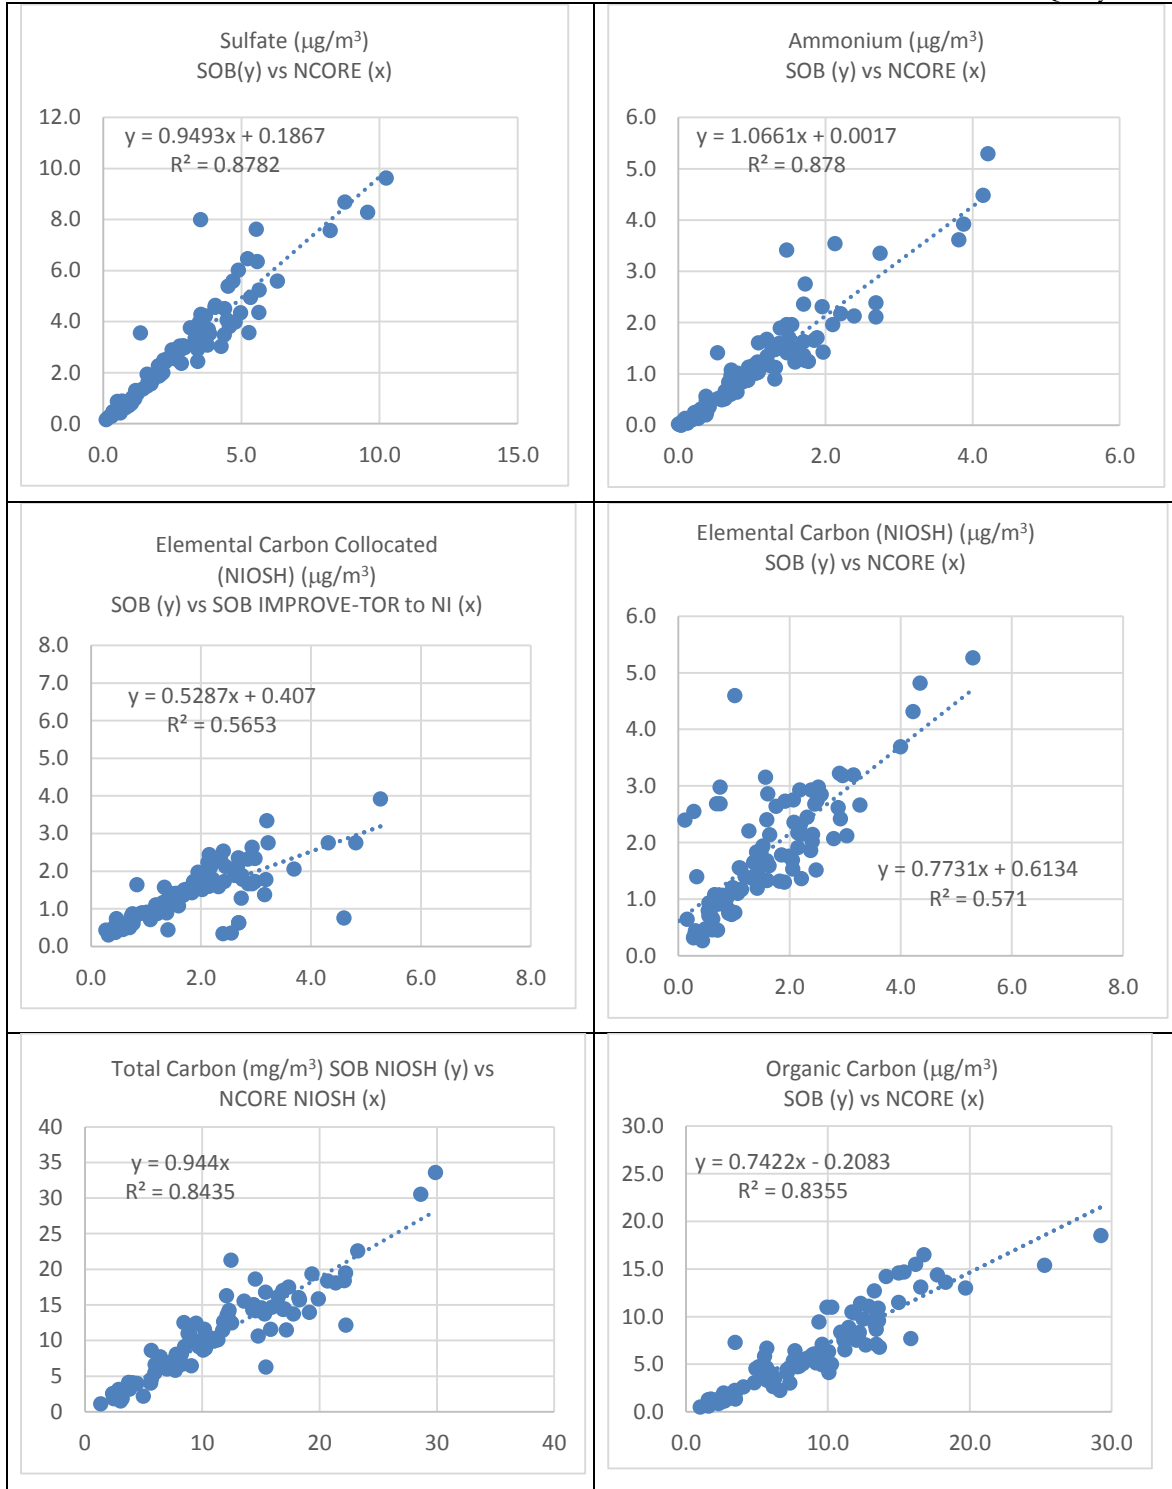 Sulfate (µg/m³)
SOB(y) vs NCORE (x)
12.0
10.0
8.0
6.0
4.0
2.0
0.0
y = 0.9493x + 0.1867
R² = 0.8782
0.0 5.0 10.0 15.0
Ammonium (µg/m³)
SOB (y) vs NCORE (x)
6.0
5.0
4.0
3.0
2.0
1.0
0.0
y = 1.0661x + 0.0017
R² = 0.878
0.0 2.0 4.0 6.0
Elemental Carbon Collocated
(NIOSH) (µg/m³)
SOB (y) vs SOB IMPROVE-TOR to NI (x)
8.0
7.0
6.0
5.0
4.0
3.0
2.0
1.0
0.0
y = 0.5287x + 0.407
R² = 0.5653
0.0 2.0 4.0 6.0 8.0
Elemental Carbon (NIOSH) (µg/m³)
SOB (y) vs NCORE (x)
6.0
5.0
4.0
3.0
2.0
1.0
0.0
y = 0.7731x + 0.6134
R² = 0.571
0.0 2.0 4.0 6.0 8.0
Total Carbon (mg/m³) SOB NIOSH (y) vs
NCORE NIOSH (x)
40
35
30
25
20
15
10
5
0
y = 0.944x
R² = 0.8435
0 10 20 30 40
Organic Carbon (µg/m³)
SOB (y) vs NCORE (x)
30.0
25.0
20.0
15.0
10.0
5.0
0.0
y = 0.7422x - 0.2083
R² = 0.8355
0.0 10.0 20.0 30.0